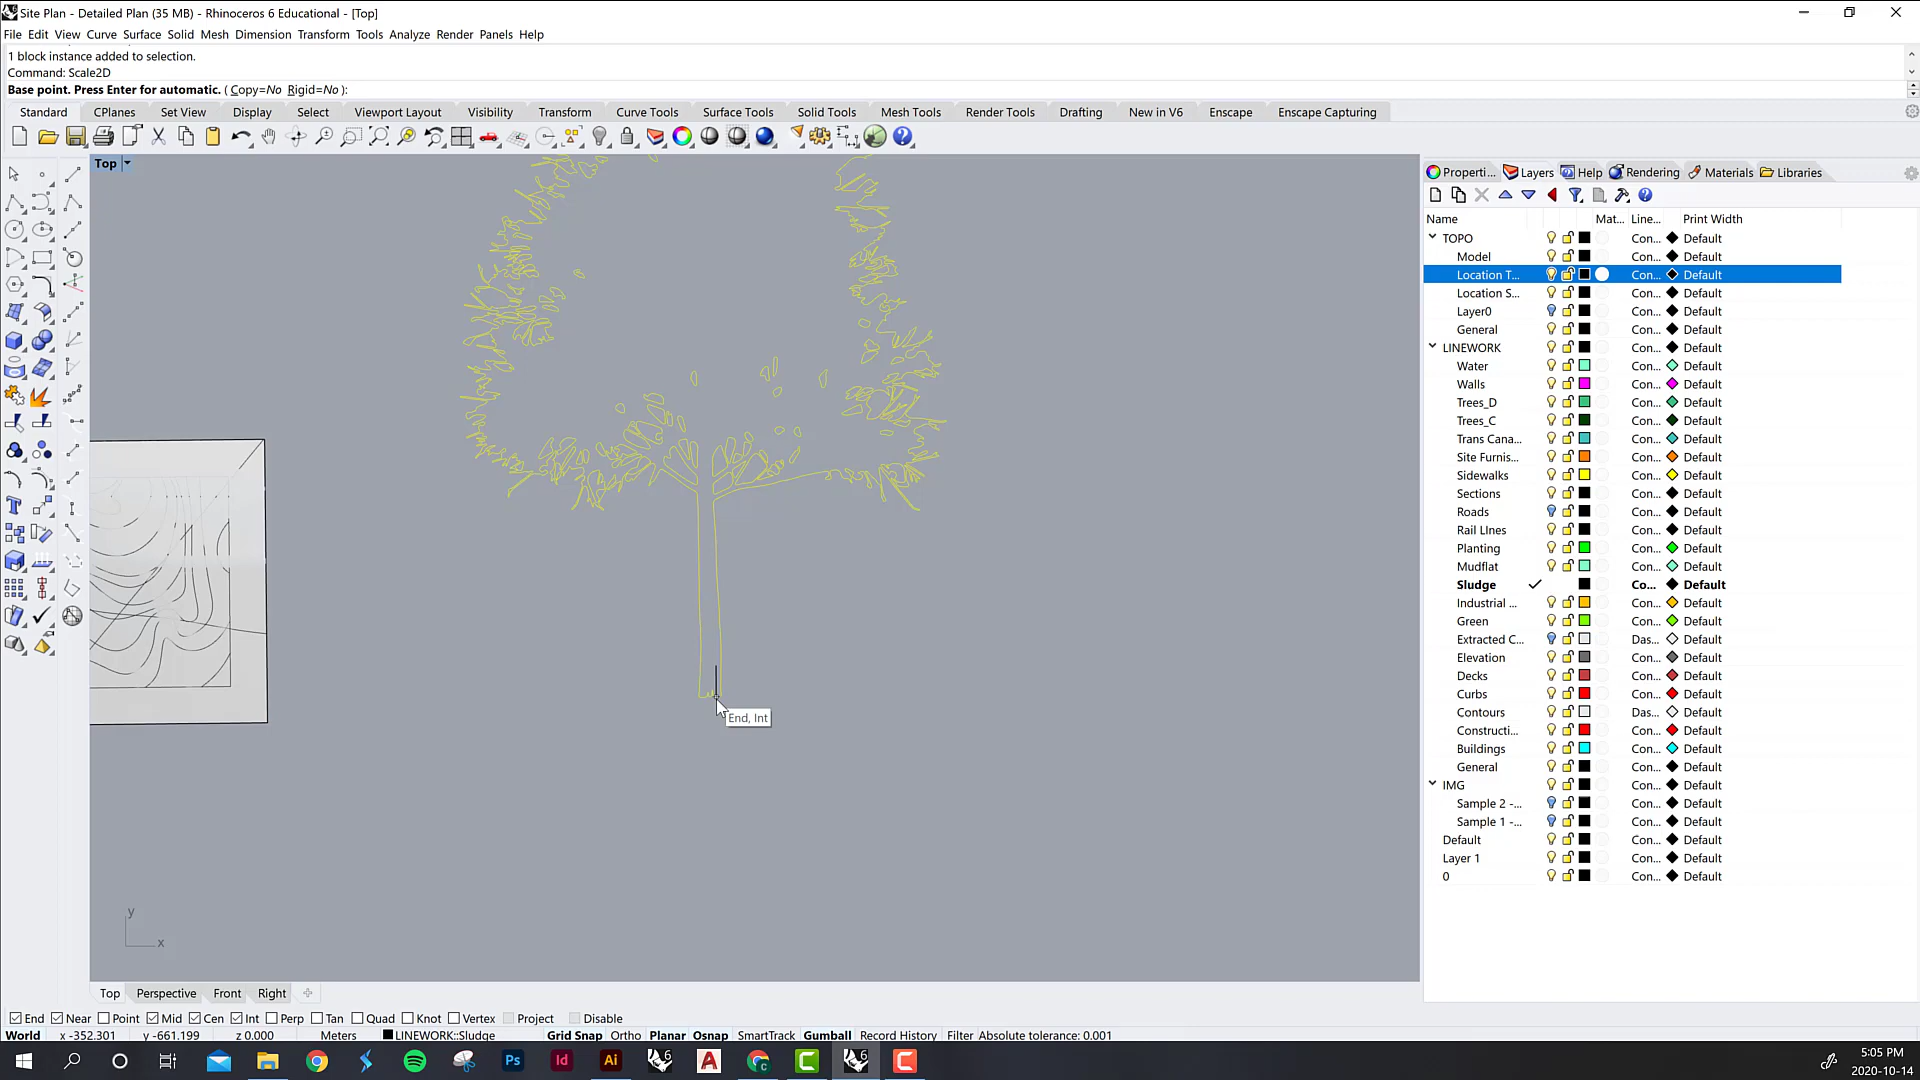 Site Plan - Detailed Plan (35 MB) - Rhinoceros 6 Educational - [Top]
File Edit View Curve Surface Solid Mesh Dimension Transform Tools Analyze Render Panels Help
1 block instance added to selection.
Command: Scale2D
Base point. Press Enter for automatic. ( Copy=No Rigid=No ):
Standard CPlanes Set View Display Select Viewport Layout Visibility Transform Curve Tools Surface Tools Solid Tools Mesh Tools Render Tools Drafting New in V6 Enscape Enscape Capturing
Top
Properti... Layers Help Rendering Materials Libraries
Name Mat... Line... Print Width
TOPO Con... Default
Model Con... Default
Location T... Con... Default
Location S... Con... Default
Layer0 Con... Default
General Con... Default
LINEWORK Con... Default
Water Con... Default
Walls Con... Default
Trees_D Con... Default
Trees_C Con... Default
Trans Cana... Con... Default
Site Furnis... Con... Default
Sidewalks Con... Default
Sections Con... Default
Roads Con... Default
Rail LInes Con... Default
Planting Con... Default
Mudflat Con... Default
Sludge Co... Default
Industrial ... Con... Default
Green Con... Default
Extracted C... Das... Default
Elevation Con... Default
Decks Con... Default
Curbs Con... Default
Contours Das... Default
Constructi... Con... Default
Buildings Con... Default
General Con... Default
IMG Con... Default
Sample 2 -... Con... Default
Sample 1 -... Con... Default
Default Con... Default
Layer 1 Con... Default
0 Con... Default
End, Int
y
x
Top Perspective Front Right
End Near Point Mid Cen Int Perp Tan Quad Knot Vertex Project Disable
World x -352.301 y -661.199 z 0.000 Meters LINEWORK::Sludge Grid Snap Ortho Planar Osnap SmartTrack Gumball Record History Filter Absolute tolerance: 0.001
Ps Id Ai 6 A C C 6 C
5:05 PM
2020-10-14